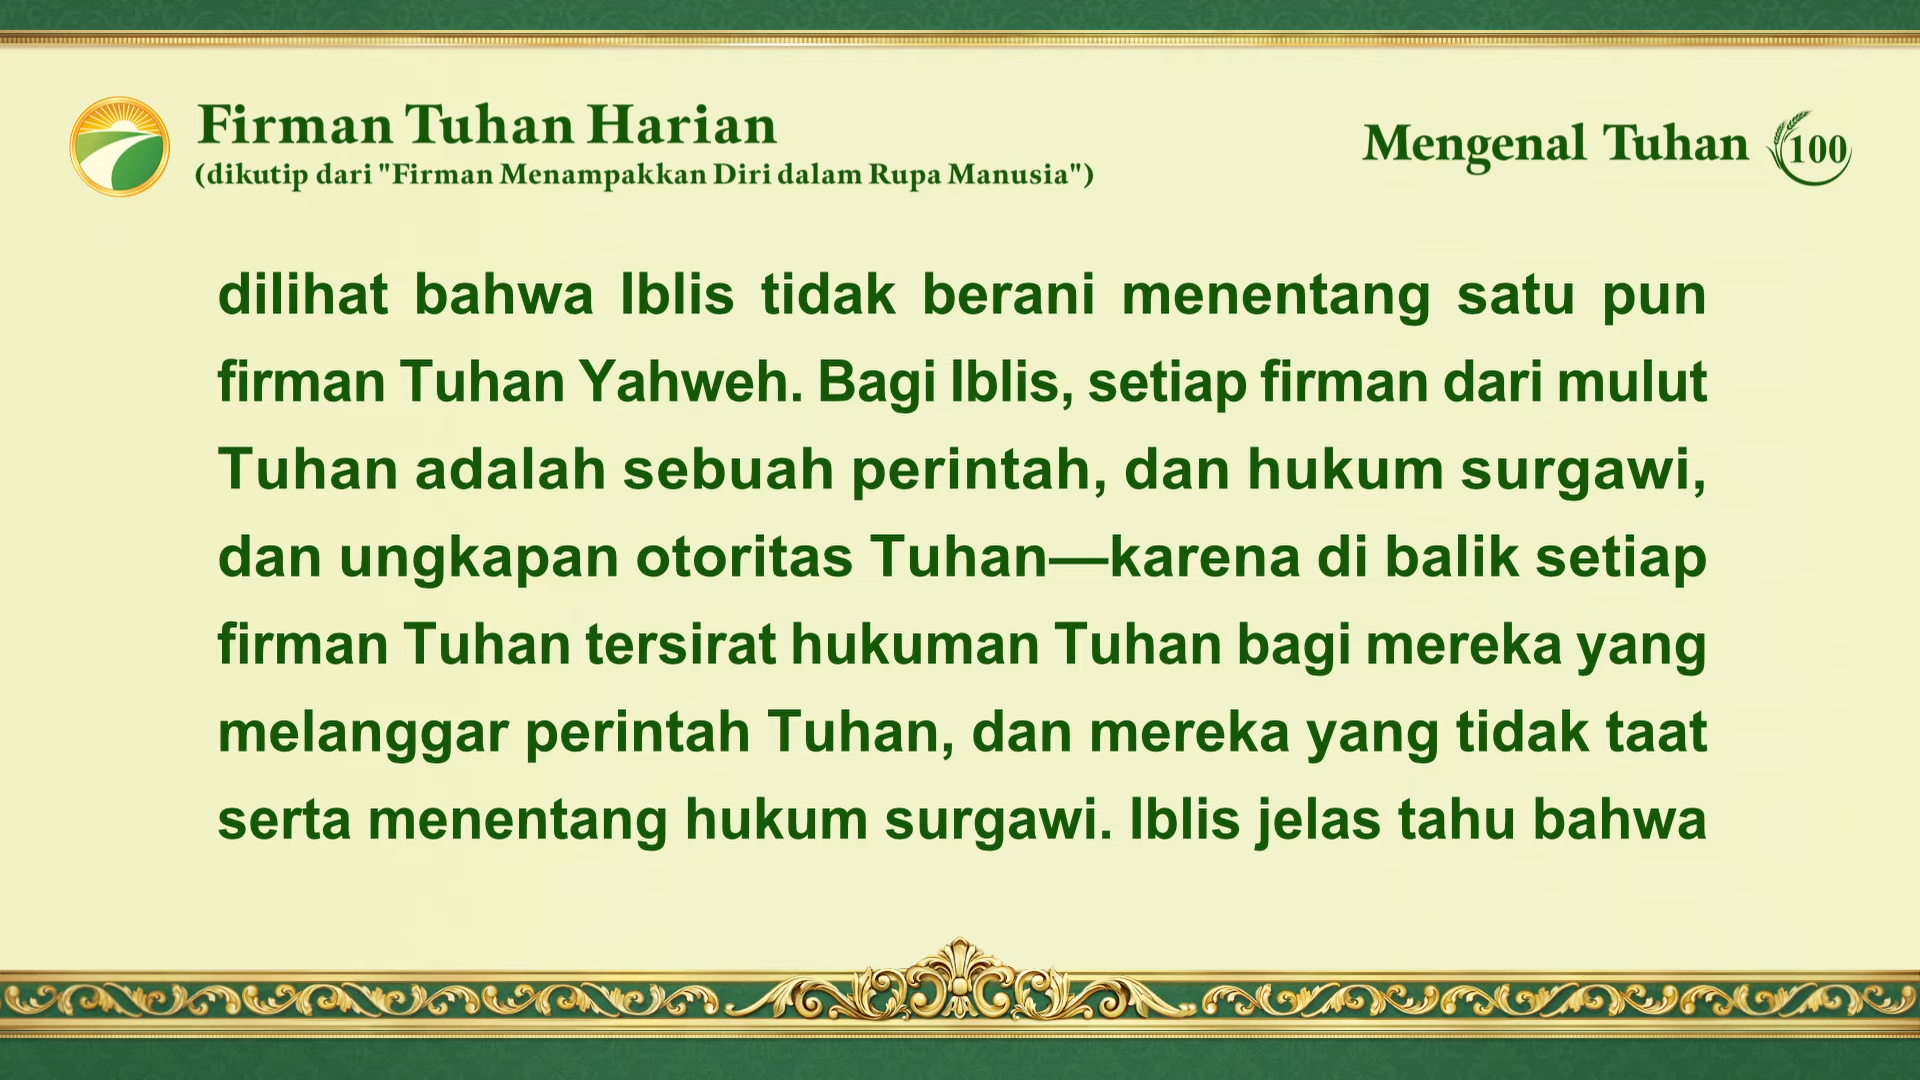 Firman Tuhan Harian
(dikutip dari "Firman Menampakkan Diri dalam Rupa Manusia")
Mengenal Tuhan 100
dilihat bahwa Iblis tidak berani menentang satu pun
firman Tuhan Yahweh. Bagi Iblis, setiap firman dari mulut
Tuhan adalah sebuah perintah, dan hukum surgawi,
dan ungkapan otoritas Tuhan—karena di balik setiap
firman Tuhan tersirat hukuman Tuhan bagi mereka yang
melanggar perintah Tuhan, dan mereka yang tidak taat
serta menentang hukum surgawi. Iblis jelas tahu bahwa